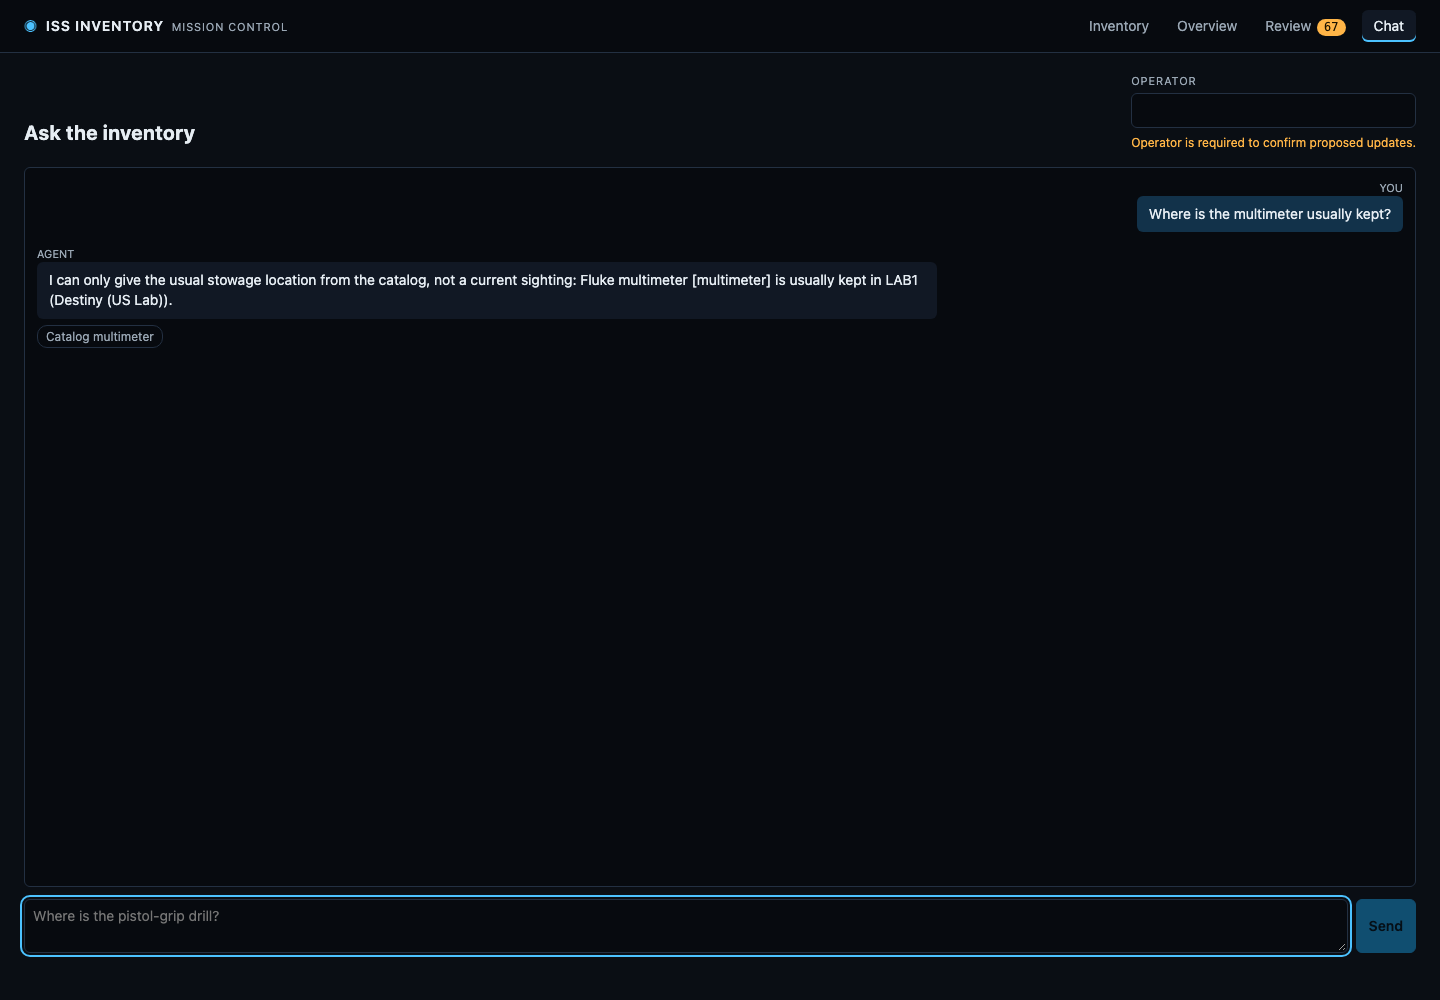 ISS INVENTORY MISSION CONTROL
Inventory Overview Review 67 Chat
OPERATOR
Operator is required to confirm proposed updates.
Ask the inventory
YOU
Where is the multimeter usually kept?
AGENT
I can only give the usual stowage location from the catalog, not a current sighting: Fluke multimeter [multimeter] is usually kept in LAB1
(Destiny (US Lab)).
Catalog multimeter
Where is the pistol-grip drill?
Send